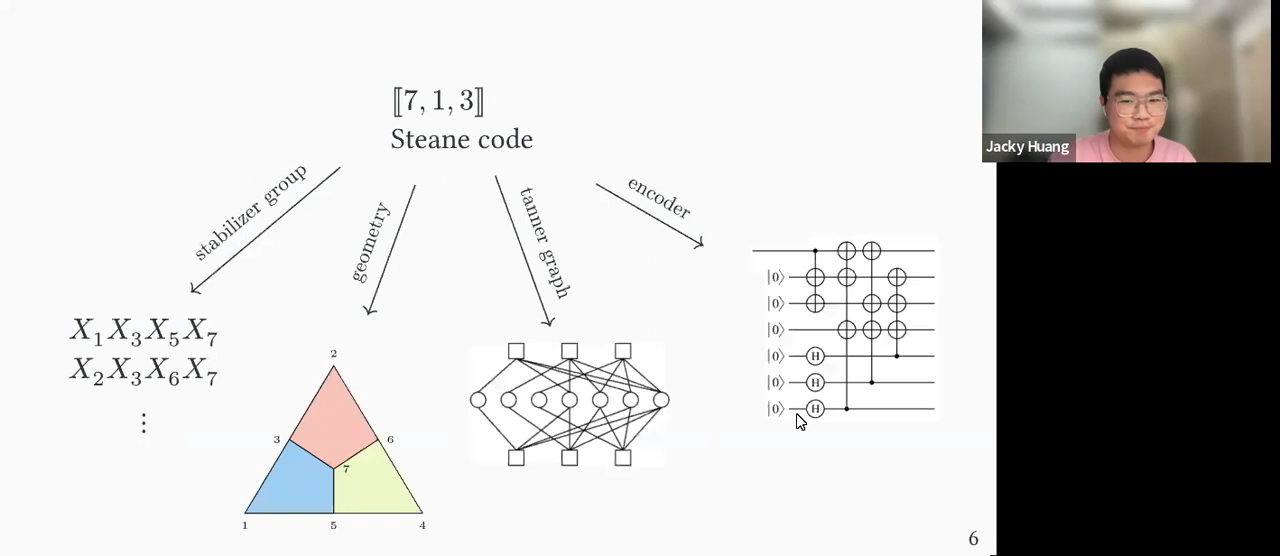 ⟦7, 1, 3⟧
Steane code
stabilizer group
geometry
tanner graph
encoder
X₁X₃X₅X₇
X₂X₃X₆X₇
⋮
2
3
6
7
1
5
4
|0⟩
|0⟩
|0⟩
|0⟩ H
|0⟩ H
|0⟩ H
6
Jacky Huang